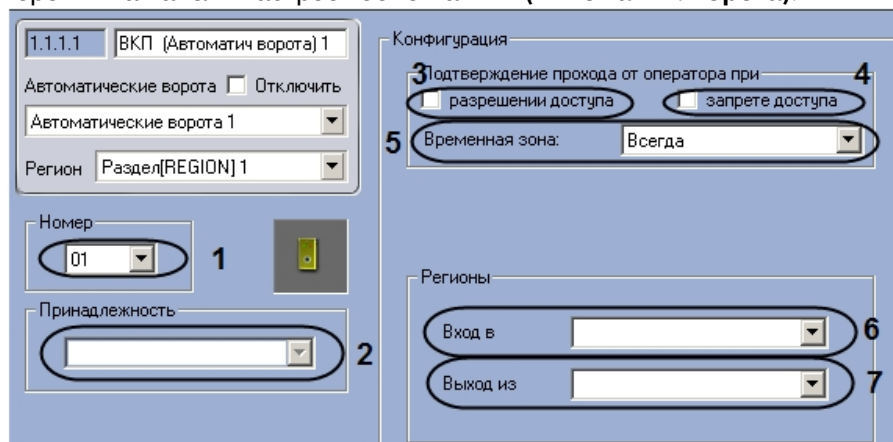 1.1.1.1 ВКП (Автоматич ворота) 1
Автоматические ворота Отключить
Автоматические ворота 1
Регион Раздел[REGION] 1
Номер
01 1
Принадлежность
2
Конфигурация
3 Подтверждение прохода от оператора при 4
разрешении доступа запрете доступа
5 Временная зона: Всегда
Регионы
Вход в 6
Выход из 7